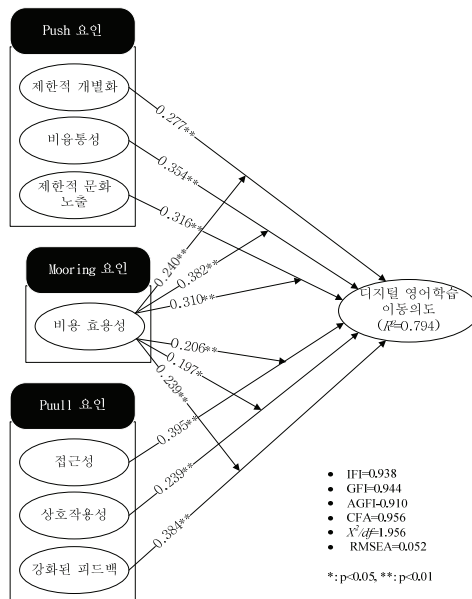 Push 요인
제한적 개별화
비융통성
제한적 문화
노출
Mooring 요인
비용 효용성
Puull 요인
접근성
상호작용성
강화된 피드백
0.277**
0.354**
0.316**
0.240**
0.382**
0.310**
0.206**
0.197*
0.239**
0.395**
0.239**
0.384**
디지털 영어학습
이동의도
(R²=0.794)
• IFI=0.938
• GFI=0.944
• AGFI-0.910
• CFA=0.956
• X²/df=1.956
• RMSEA=0.052
*: p<0.05, **: p<0.01